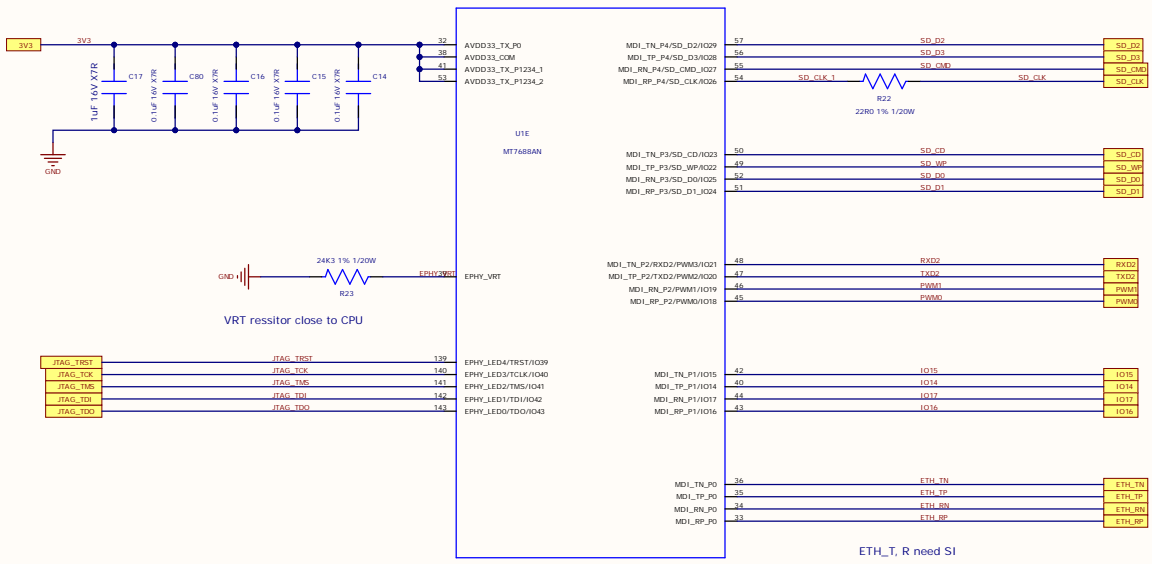 3V3
3V3
1uF 16V X7R
C17
0.1uF 16V X7R
C80
0.1uF 16V X7R
C16
0.1uF 16V X7R
C15
0.1uF 16V X7R
C14
GND
32 AVDD33_TX_P0
38 AVDD33_COM
41 AVDD33_TX_P1234_1
53 AVDD33_TX_P1234_2
U1E
MT7688AN
MDI_TN_P4/SD_D2/IO29 57 SD_D2 SD_D2
MDI_TP_P4/SD_D3/IO28 56 SD_D3 SD_D3
MDI_RN_P4/SD_CMD/IO27 55 SD_CMD SD_CMD
MDI_RP_P4/SD_CLK/IO26 54 SD_CLK_1 SD_CLK SD_CLK
R22
22R0 1% 1/20W
MDI_TN_P3/SD_CD/IO23 50 SD_CD SD_CD
MDI_TP_P3/SD_WP/IO22 49 SD_WP SD_WP
MDI_RN_P3/SD_D0/IO25 52 SD_D0 SD_D0
MDI_RP_P3/SD_D1_IO24 51 SD_D1 SD_D1
24K3 1% 1/20W
GND
R23
EPHY_VRT 39 EPHY_VRT
VRT ressitor close to CPU
MDI_TN_P2/RXD2/PWM3/IO21 48 RXD2 RXD2
MDI_TP_P2/TXD2/PWM2/IO20 47 TXD2 TXD2
MDI_RN_P2/PWM1/IO19 46 PWM1 PWM1
MDI_RP_P2/PWM0/IO18 45 PWM0 PWM0
JTAG_TRST JTAG_TRST 139 EPHY_LED4/TRST/IO39
JTAG_TCK JTAG_TCK 140 EPHY_LED3/TCLK/IO40
JTAG_TMS JTAG_TMS 141 EPHY_LED2/TMS/IO41
JTAG_TDI JTAG_TDI 142 EPHY_LED1/TDI/IO42
JTAG_TDO JTAG_TDO 143 EPHY_LED0/TDO/IO43
MDI_TN_P1/IO15 42 IO15 IO15
MDI_TP_P1/IO14 40 IO14 IO14
MDI_RN_P1/IO17 44 IO17 IO17
MDI_RP_P1/IO16 43 IO16 IO16
MDI_TN_P0 36 ETH_TN ETH_TN
MDI_TP_P0 35 ETH_TP ETH_TP
MDI_RN_P0 34 ETH_RN ETH_RN
MDI_RP_P0 33 ETH_RP ETH_RP
ETH_T, R need SI